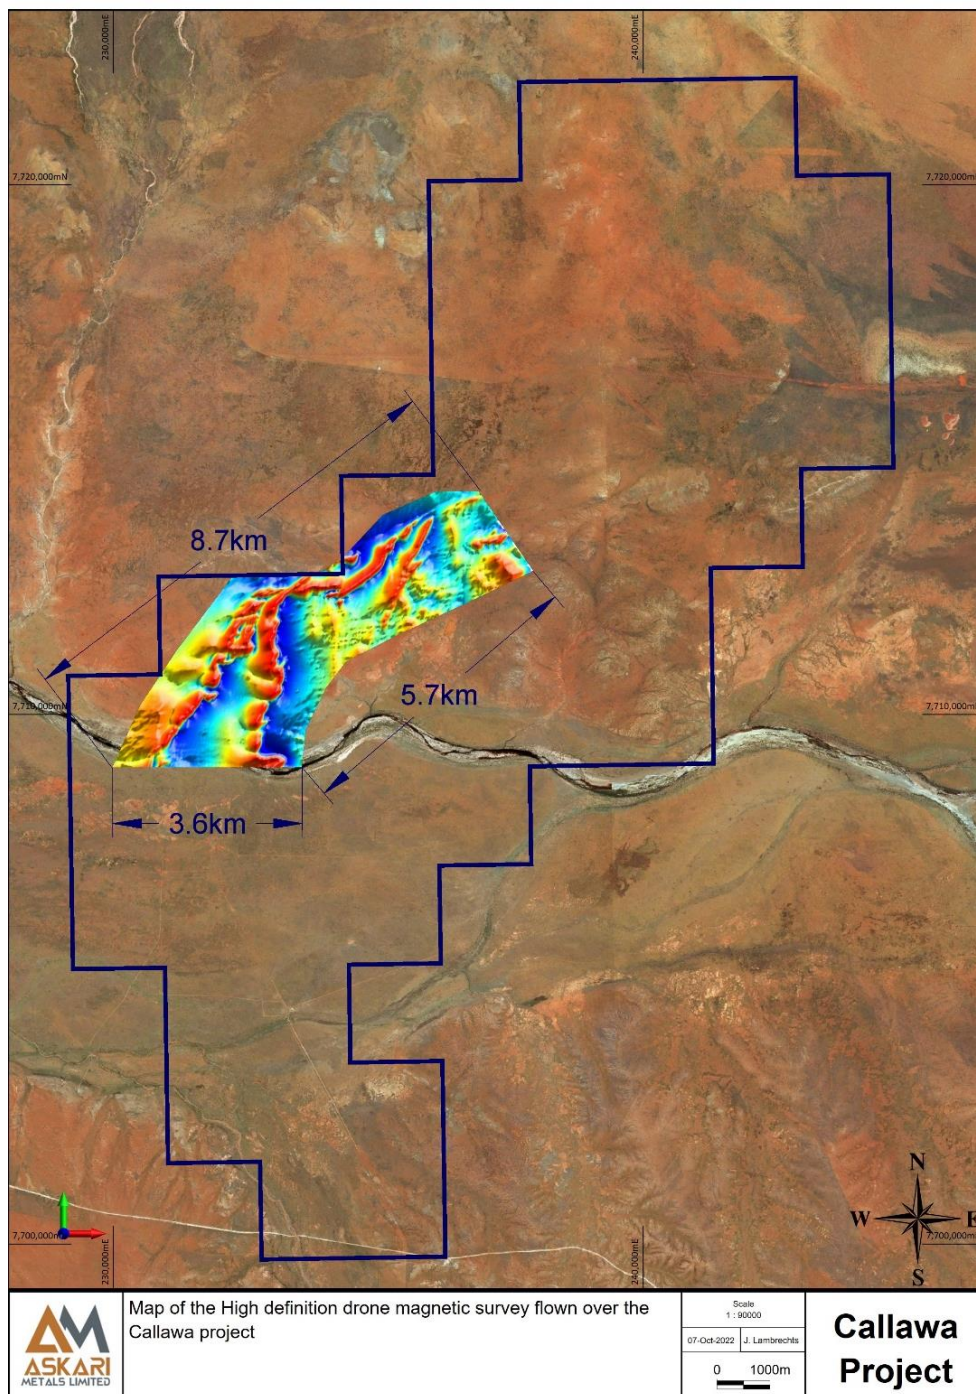 230,000mE
240,000mE
7,720,000mN
7,720,000mN
8.7km
5.7km
7,710,000mN
7,710,000mN
3.6km
N
W
E
S
7,700,000mN
7,700,000mN
230,000mE
240,000mE
AM
ASKARI
METALS LIMITED
Map of the High definition drone magnetic survey flown over the
Callawa project
Scale
1 : 90000
07-Oct-2022
J. Lambrechts
0 1000m
Callawa
Project